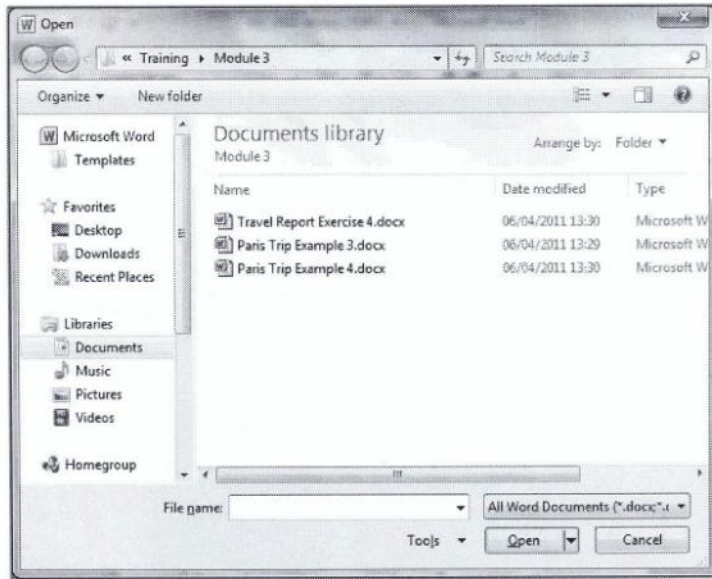 Open
« Training ▸ Module 3
Search Module 3
Organize ▾ New folder
Microsoft Word
Templates
Favorites
Desktop
Downloads
Recent Places
Libraries
Documents
Music
Pictures
Videos
Homegroup
Documents library
Module 3
Arrange by: Folder ▾
Name Date modified Type
Travel Report Exercise 4.docx 06/04/2011 13:30 Microsoft W
Paris Trip Example 3.docx 06/04/2011 13:29 Microsoft W
Paris Trip Example 4.docx 06/04/2011 13:30 Microsoft W
File name:
All Word Documents (*.docx;*.c
Tools ▾ Open Cancel